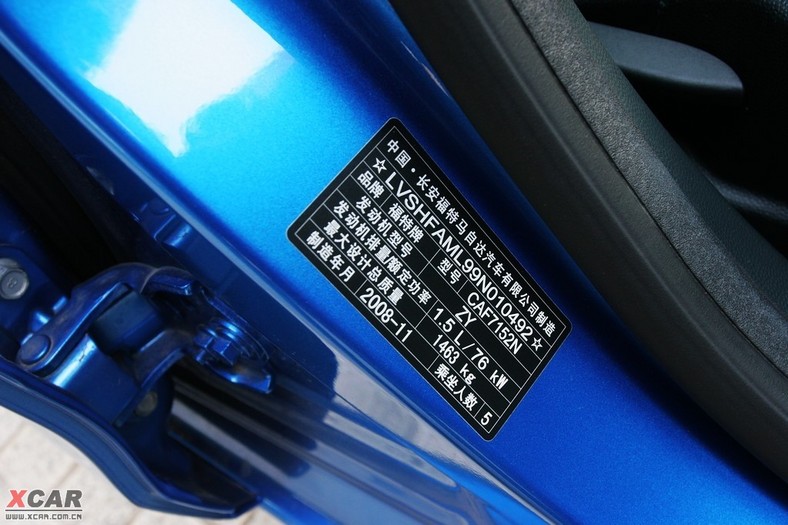 中国·长安福特马自达汽车有限公司制造
☆LVSHFAML99N010492☆
品牌 福特牌 型号 CAF7152N
发动机型号 ZY
发动机排量额定功率 1.5 L/76 kW
最大设计总质量 1463 kg
制造年月 2008-11 乘坐人数 5
XCAR
WWW.XCAR.COM.CN